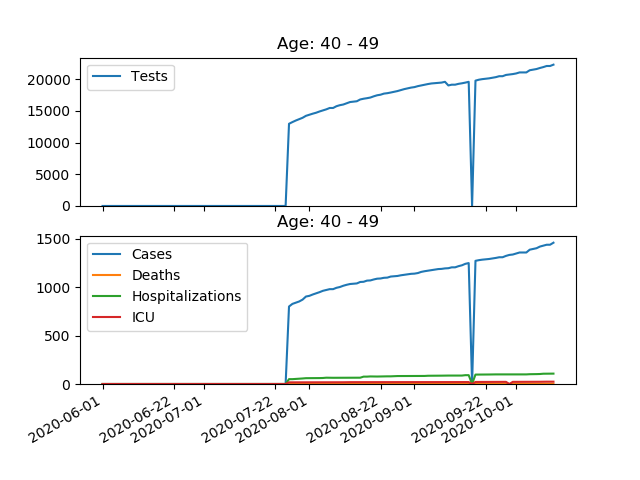 Age: 40 - 49
20000
15000
10000
5000
0
Tests
Age: 40 - 49
1500
1000
500
0
Cases
Deaths
Hospitalizations
ICU
2020-06-01
2020-06-22
2020-07-01
2020-07-22
2020-08-01
2020-08-22
2020-09-01
2020-09-22
2020-10-01